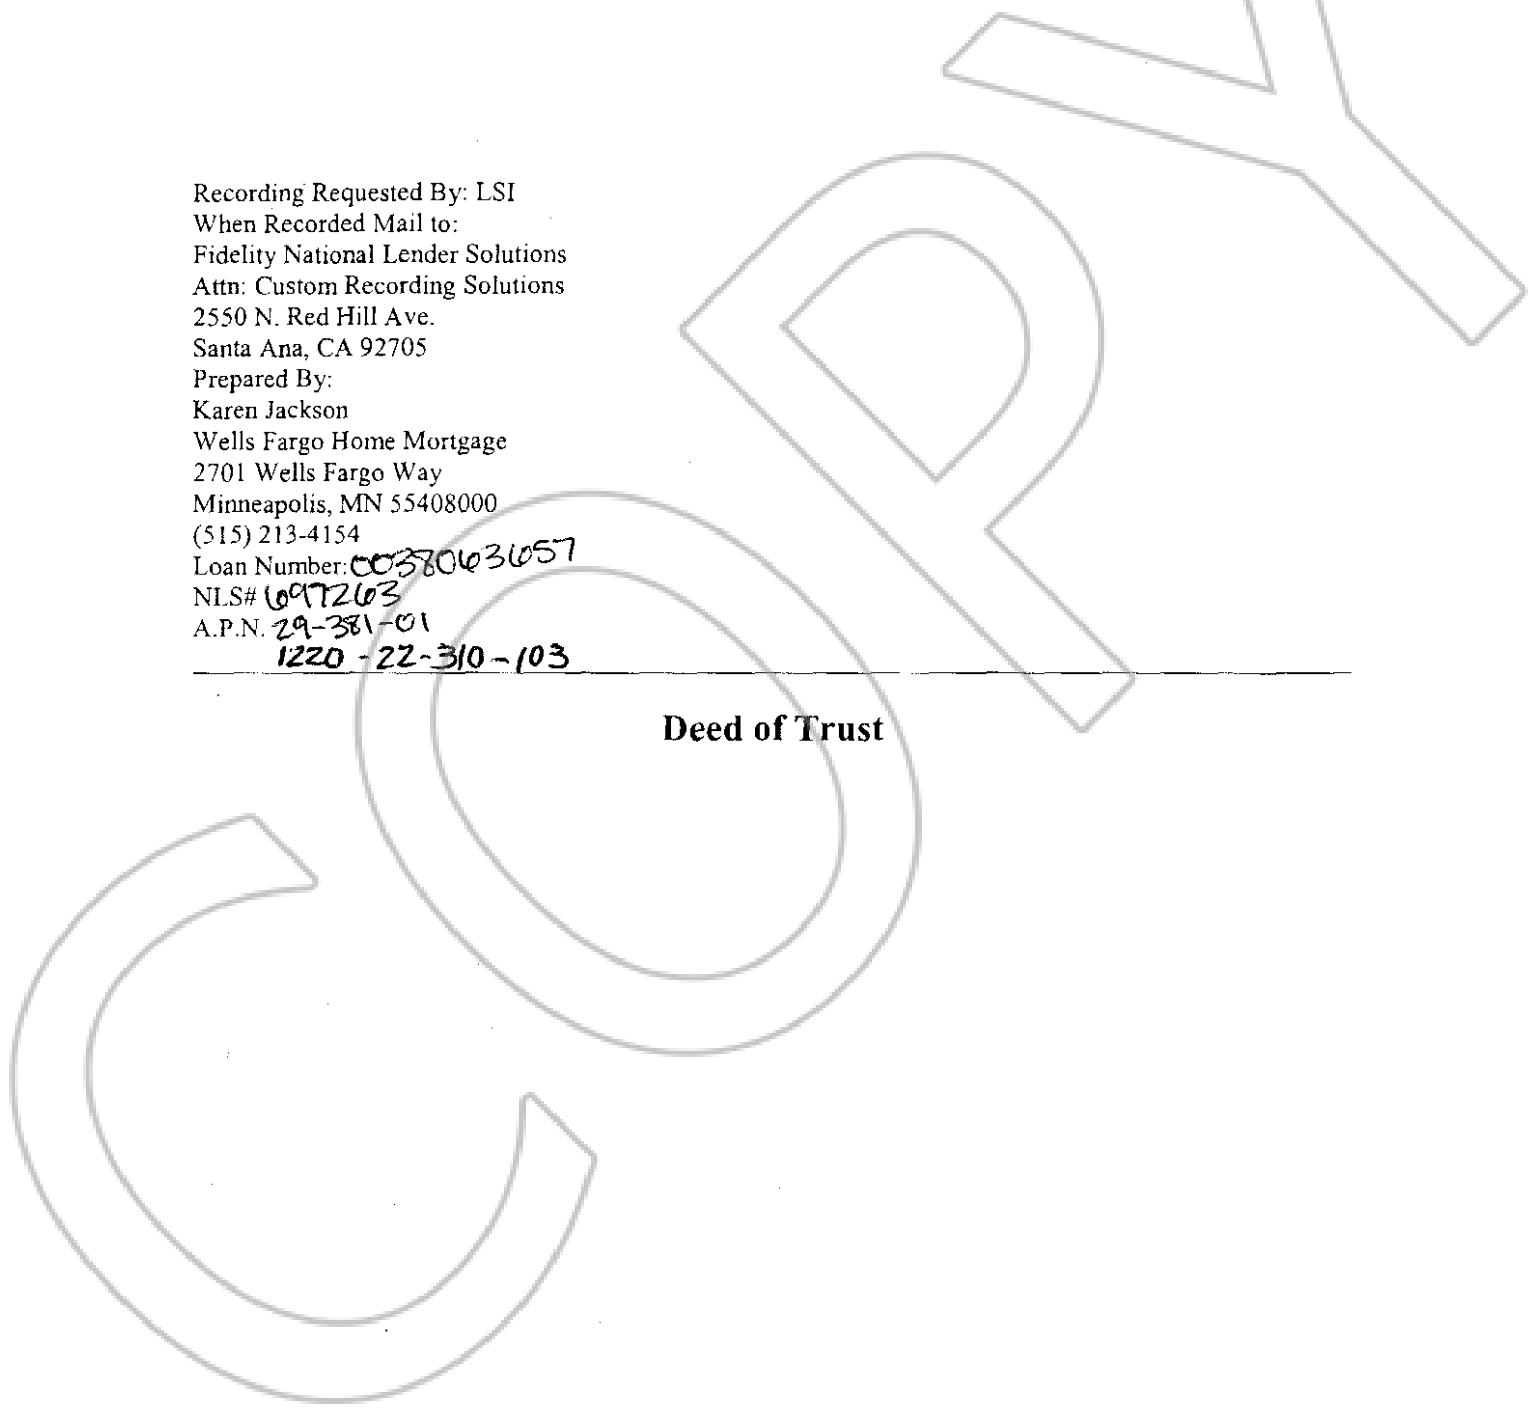 Recording Requested By: LSI
When Recorded Mail to:
Fidelity National Lender Solutions
Attn: Custom Recording Solutions
2550 N. Red Hill Ave.
Santa Ana, CA 92705
Prepared By:
Karen Jackson
Wells Fargo Home Mortgage
2701 Wells Fargo Way
Minneapolis, MN 55408000
(515) 213-4154
Loan Number: 0038063657
NLS# 6977263
A.P.N. 29-381-01
1220-22-310-103
Deed of Trust
COPY